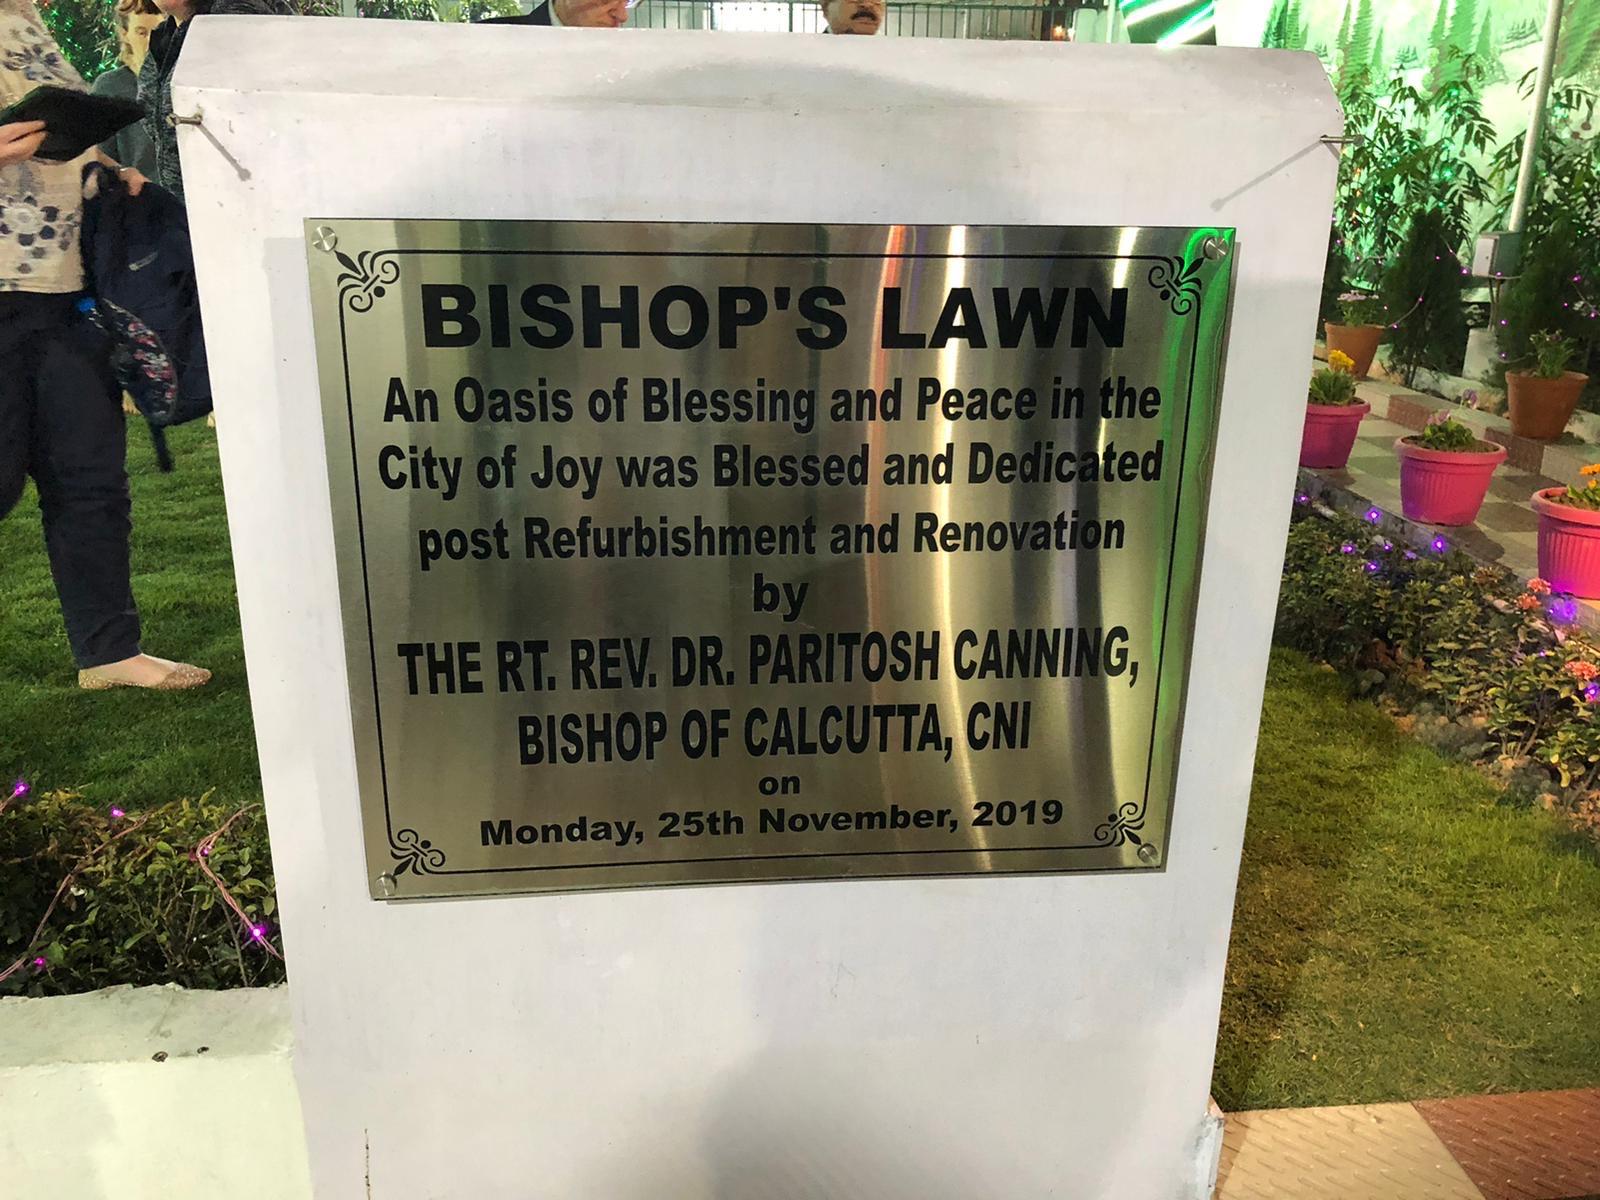 BISHOP'S LAWN
An Oasis of Blessing and Peace in the
City of Joy was Blessed and Dedicated
post Refurbishment and Renovation
by
THE RT. REV. DR. PARITOSH CANNING,
BISHOP OF CALCUTTA, CNI
on
Monday, 25th November, 2019